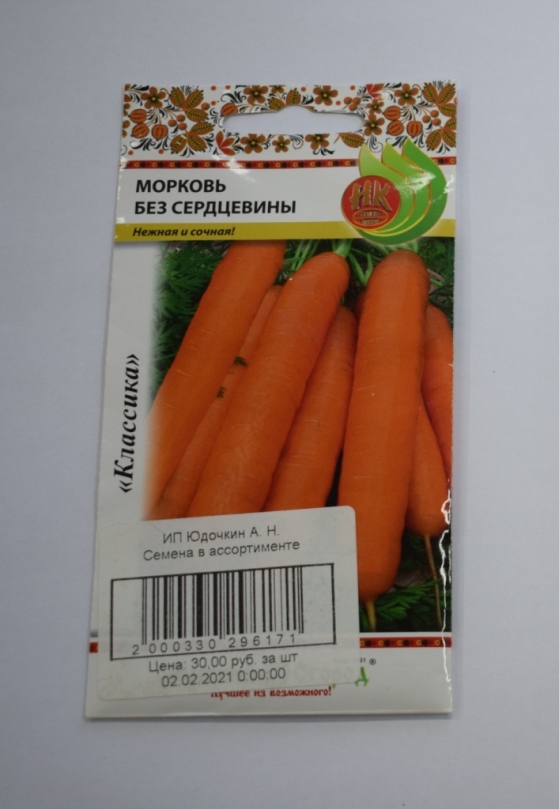 МОРКОВЬ
БЕЗ СЕРДЦЕВИНЫ
НК
Нежная и сочная!
«Классика»
ИП Юдочкин А. Н.
Семена в ассортименте
2 000330 296171
Цена: 30,00 руб. за шт
02.02.2021 0:00:00
Лучшее из возможного!